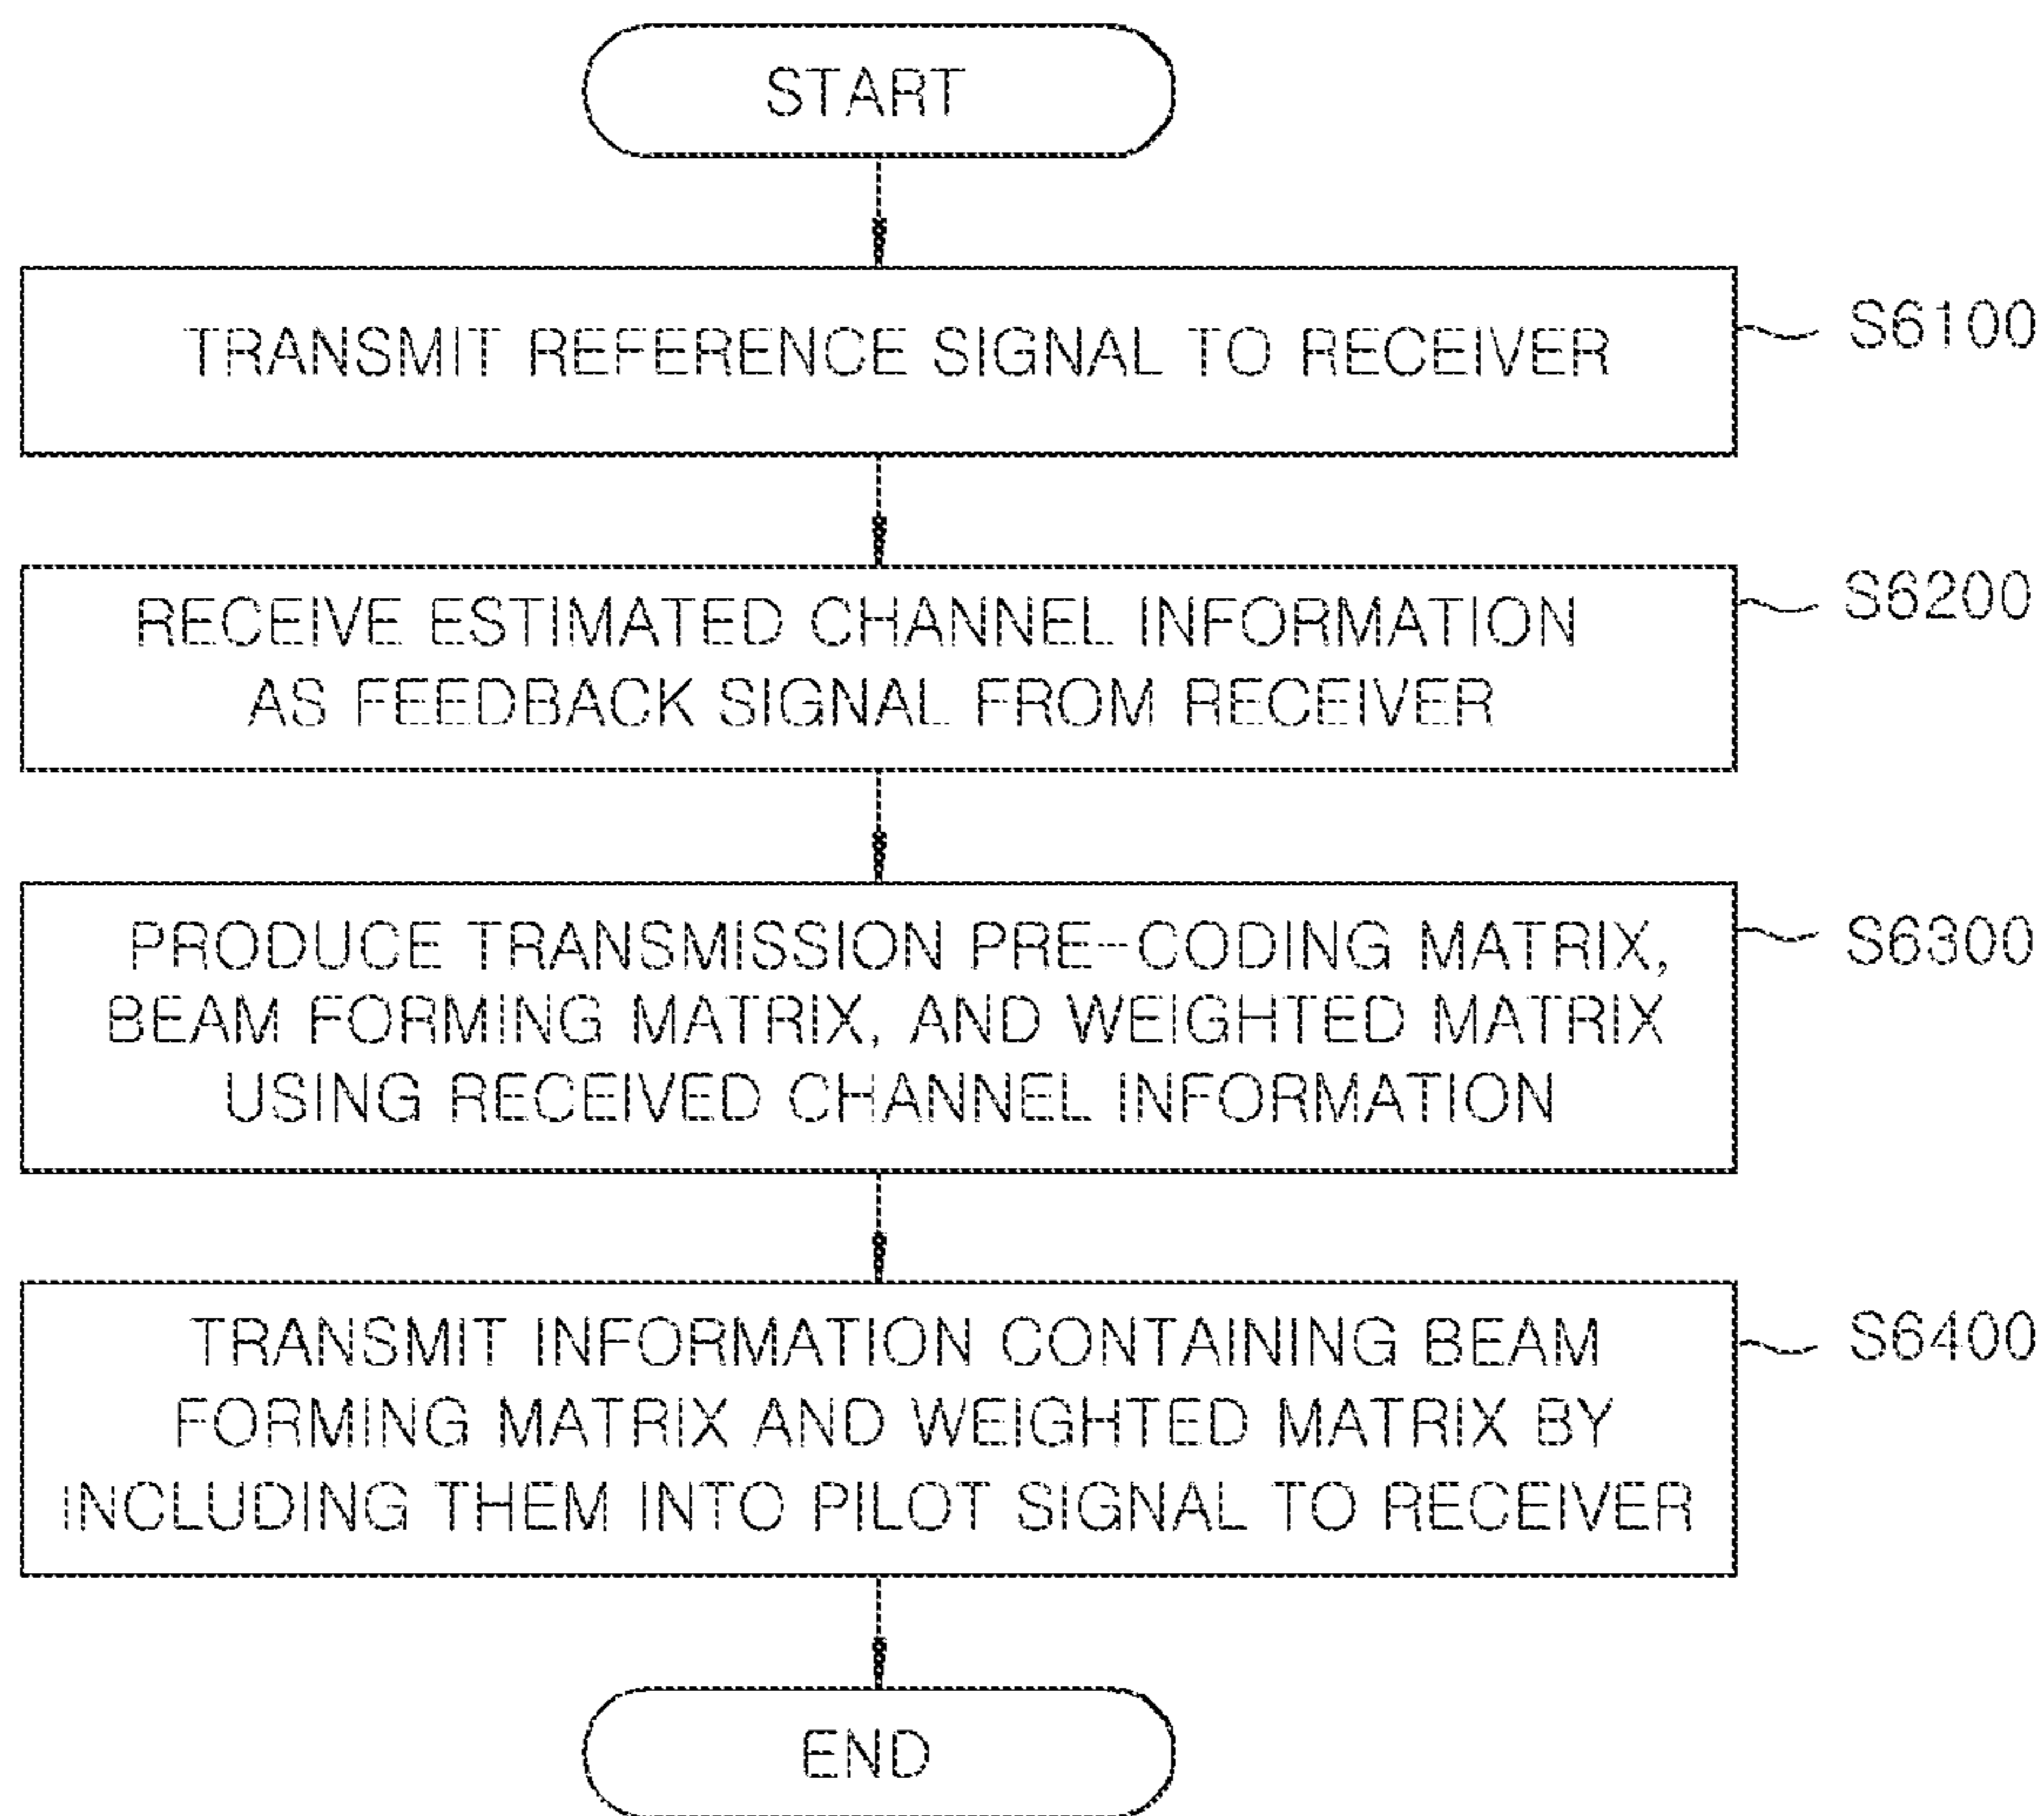 START
TRANSMIT REFERENCE SIGNAL TO RECEIVER
S6100
RECEIVE ESTIMATED CHANNEL INFORMATION
AS FEEDBACK SIGNAL FROM RECEIVER
S6200
PRODUCE TRANSMISSION PRE-CODING MATRIX,
BEAM FORMING MATRIX, AND WEIGHTED MATRIX
USING RECEIVED CHANNEL INFORMATION
S6300
TRANSMIT INFORMATION CONTAINING BEAM
FORMING MATRIX AND WEIGHTED MATRIX BY
INCLUDING THEM INTO PILOT SIGNAL TO RECEIVER
S6400
END